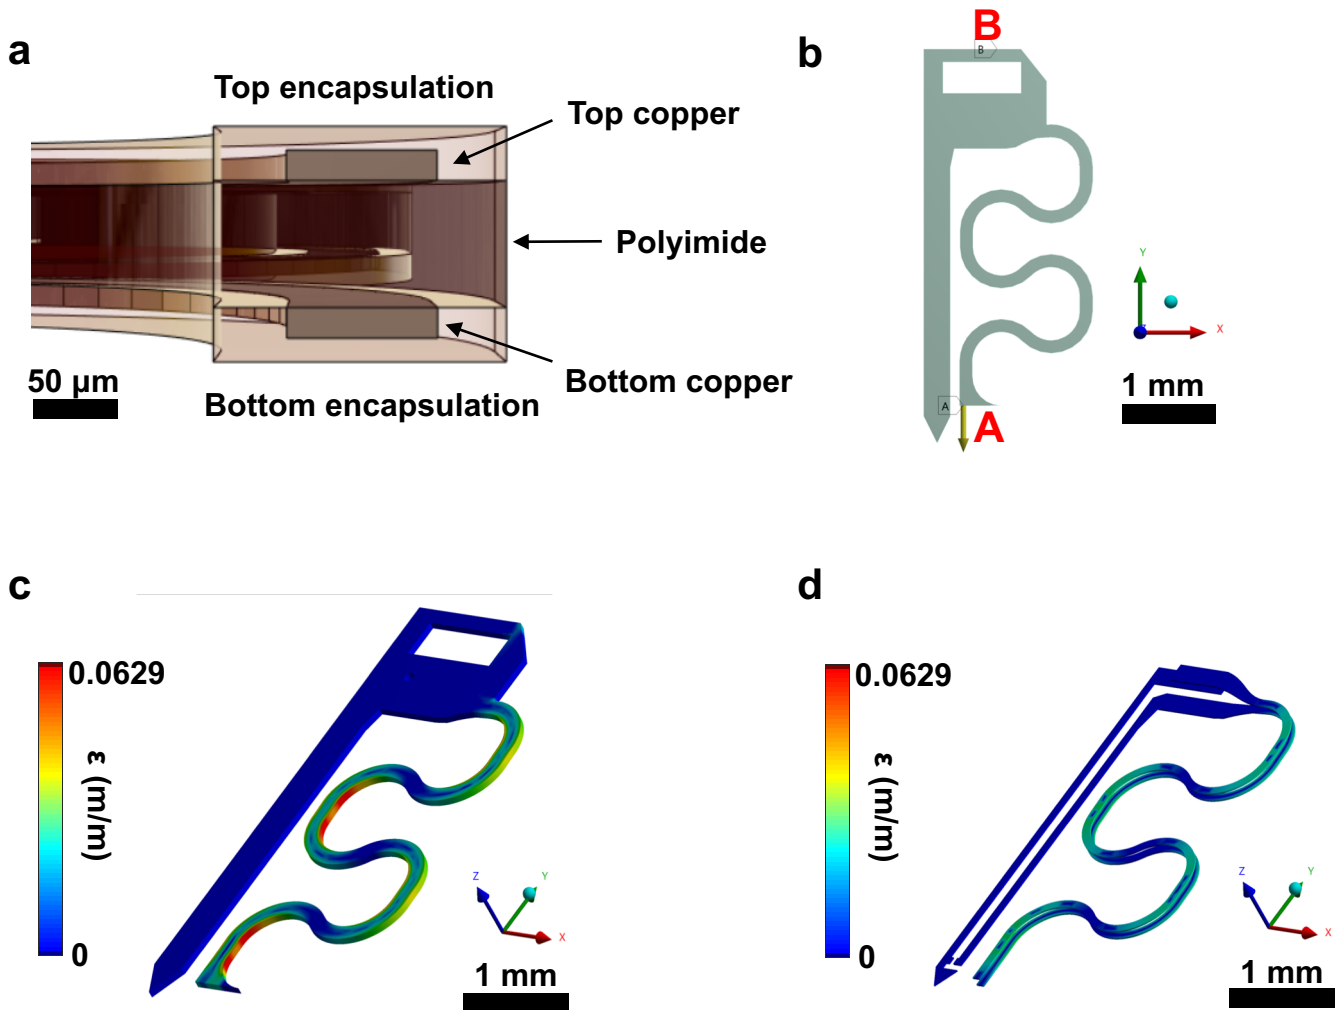 a
Top encapsulation
Top copper
Polyimide
Bottom copper
50 µm
Bottom encapsulation
b
B
B
Y
X
1 mm
A
A
c
0.0629
ε (m/m)
0
Z
Y
X
1 mm
d
0.0629
ε (m/m)
0
Z
Y
X
1 mm